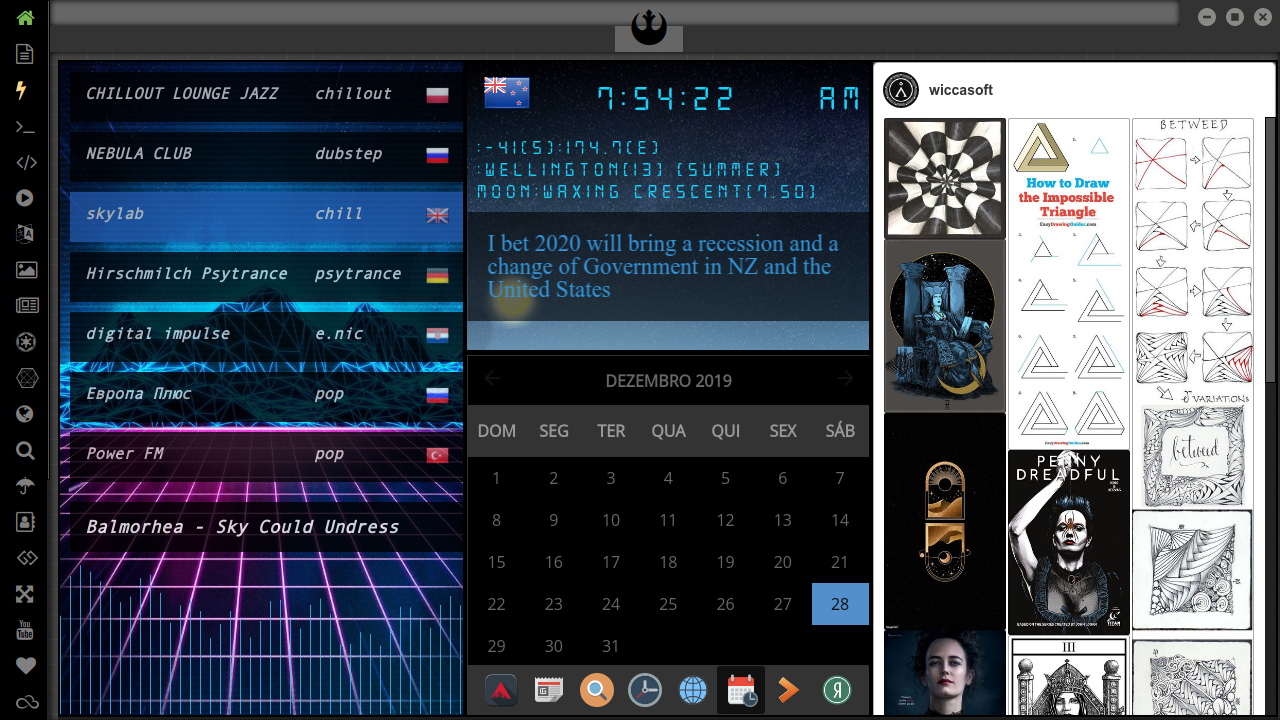 CHILLOUT LOUNGE JAZZ chillout
NEBULA CLUB dubstep
skylab chill
Hirschmilch Psytrance psytrance
digital impulse e.nic
Европа Плюс pop
Power FM pop
Balmorhea - Sky Could Undress
7:54:22 AM
:-41(S):174.7(E)
:WELLINGTON(13) (SUMMER)
MOON:WAXING CRESCENT(7.50)
I bet 2020 will bring a recession and a
change of Government in NZ and the
United States
DEZEMBRO 2019
DOM SEG TER QUA QUI SEX SÁB
1 2 3 4 5 6 7
8 9 10 11 12 13 14
15 16 17 18 19 20 21
22 23 24 25 26 27 28
29 30 31
Я
You
Tube
wiccasoft
How to Draw
the Impossible
Triangle
EasyDrawingGuides.com
BETWEED
VARIATIONS
Betweed
PENNY
DREADFUL
III